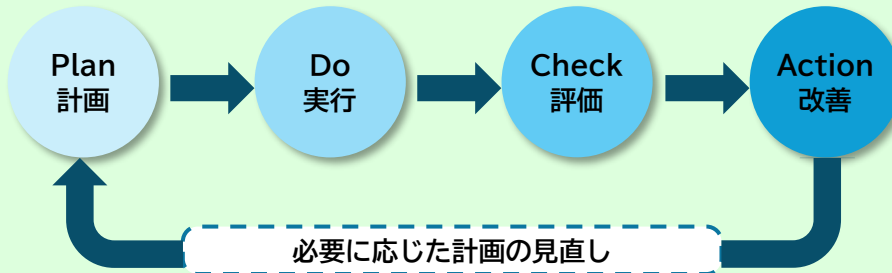 Plan
計画
Do
実行
Check
評価
Action
改善
必要に応じた計画の見直し